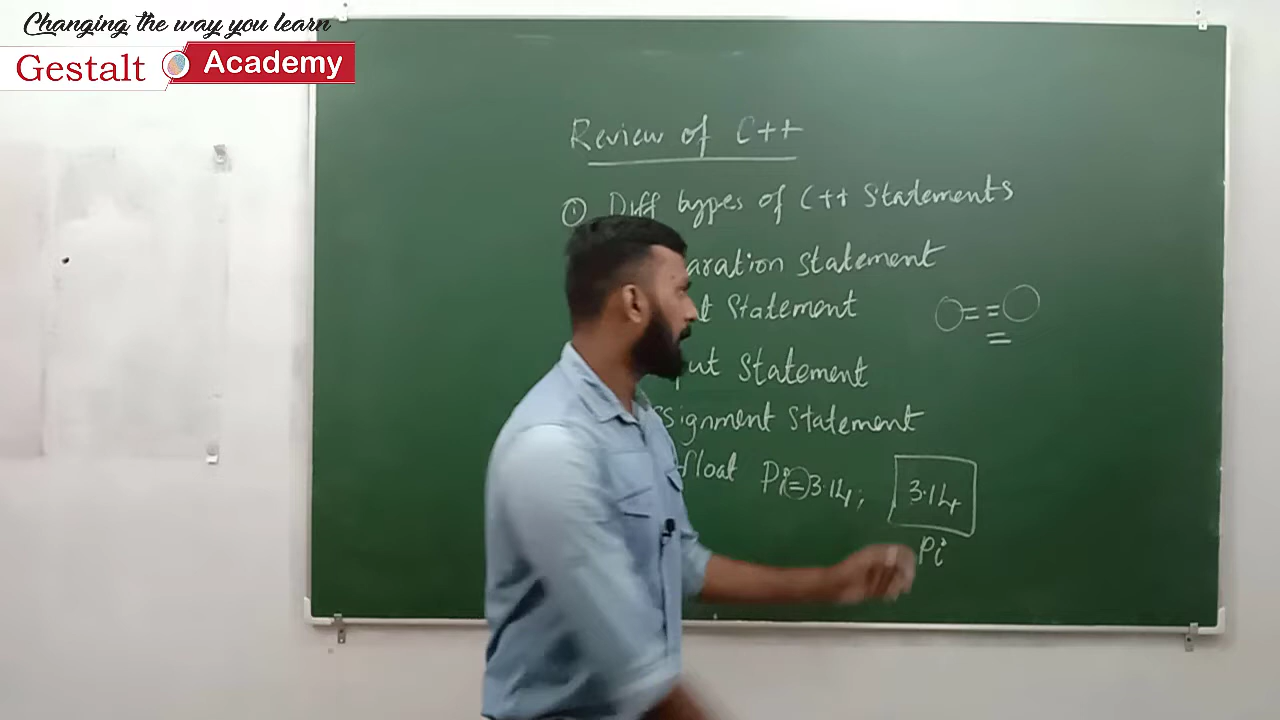 Changing the way you learn
Gestalt Academy
Review of C++
① Diff types of C++ Statements
aration statement
t Statement
O = = O
put Statement
ssignment Statement
float Pi=3.14;
3.14
Pi